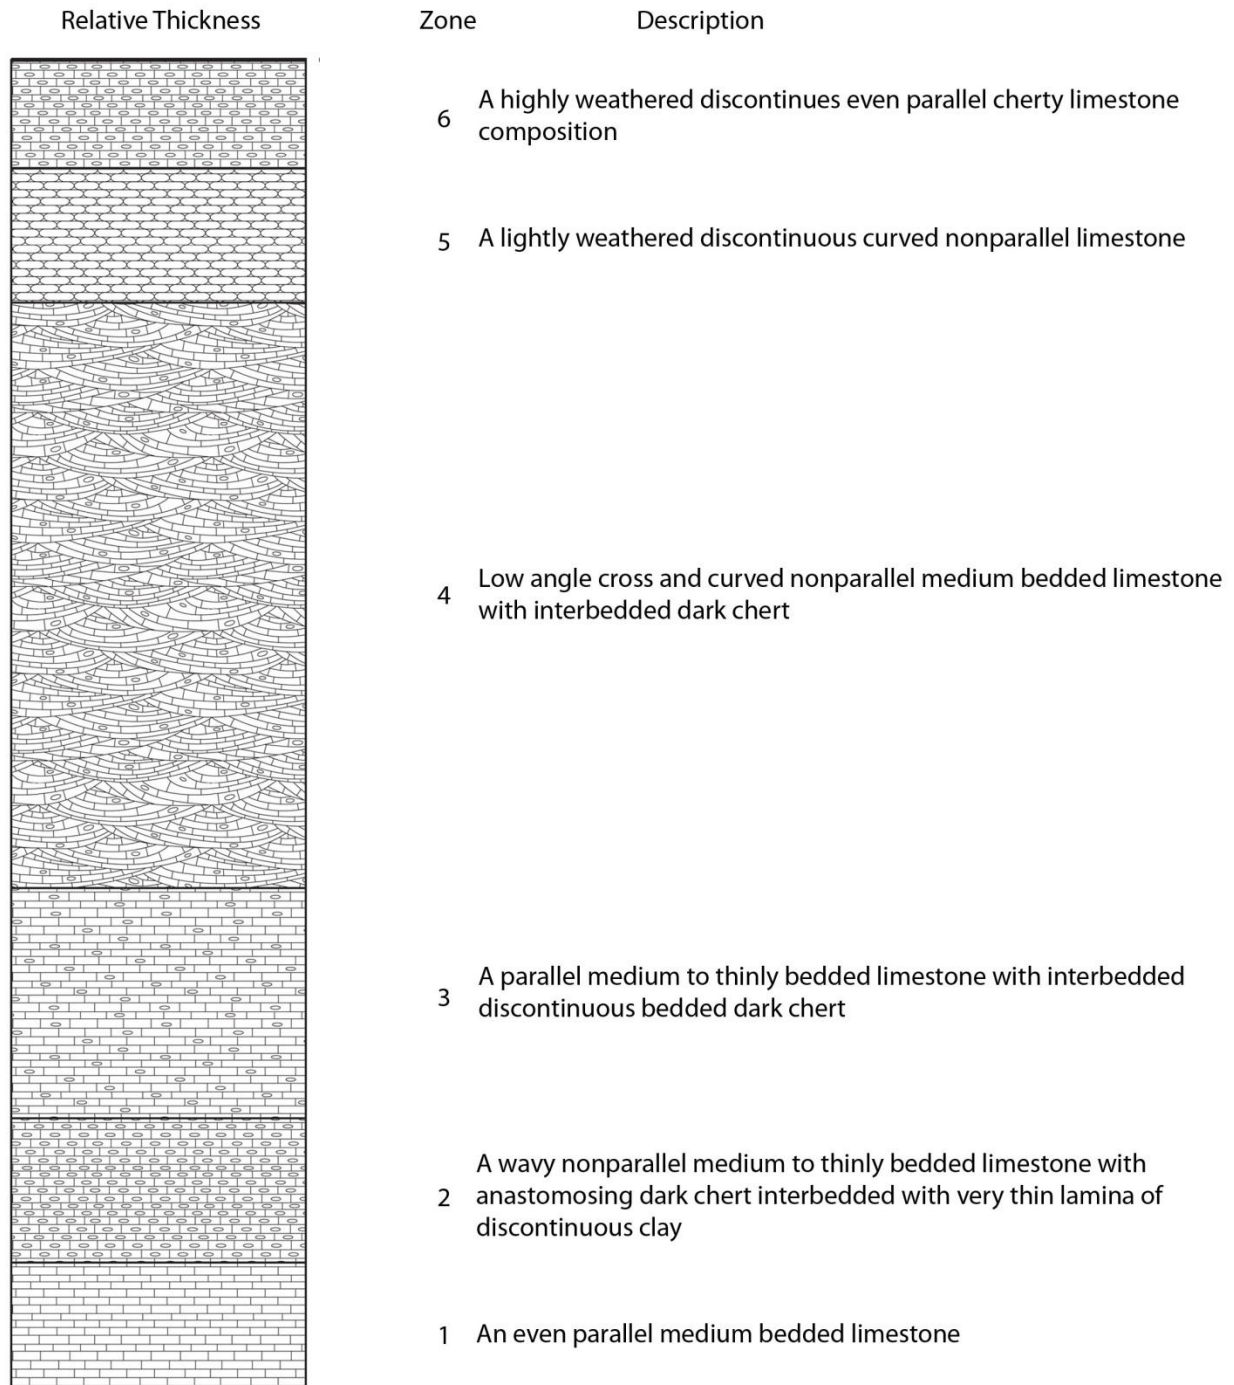 Relative Thickness Zone Description
6 A highly weathered discontinues even parallel cherty limestone
composition
5 A lightly weathered discontinuous curved nonparallel limestone
4 Low angle cross and curved nonparallel medium bedded limestone
with interbedded dark chert
3 A parallel medium to thinly bedded limestone with interbedded
discontinuous bedded dark chert
A wavy nonparallel medium to thinly bedded limestone with
2 anastomosing dark chert interbedded with very thin lamina of
discontinuous clay
1 An even parallel medium bedded limestone